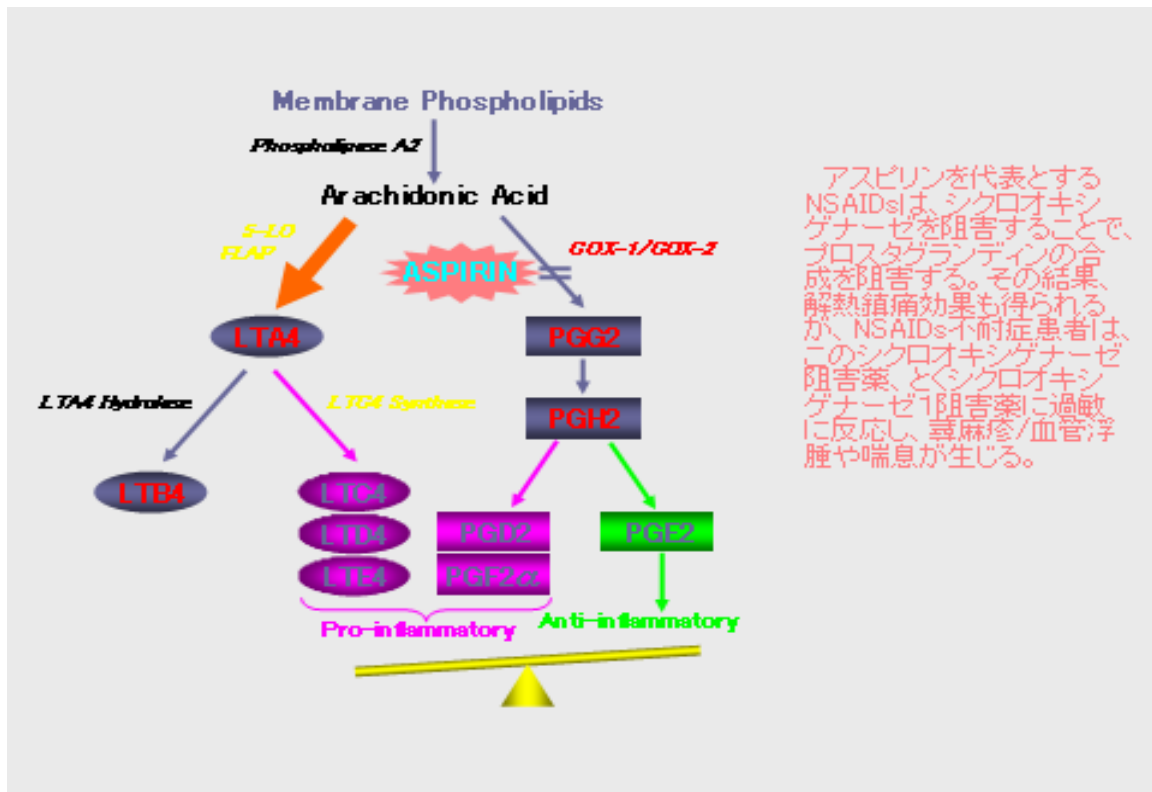 Membrane Phospholipids
Phospholipase A2
Arachidonic Acid
5-LO
FLAP
COX-1/COX-2
ASPIRIN
LTA4
PGG2
LTA4 Hydrolase
LTC4 Synthase
PGH2
LTB4
LTC4
LTD4
LTE4
PGD2
PGF2α
PGE2
Pro-inflammatory
Anti-inflammatory
アスピリンを代表とする
NSAIDsは、シクロオキシ
ゲナーゼを阻害することで、
プロスタグランディンの合
成を阻害する。その結果、
解熱鎮痛効果も得られる
が、NSAIDs不耐症患者は、
このシクロオキシゲナーゼ
阻害薬、とくシクロオキシ
ゲナーゼ1阻害薬に過敏
に反応し、蕁麻疹/血管浮
腫や喘息が生じる。